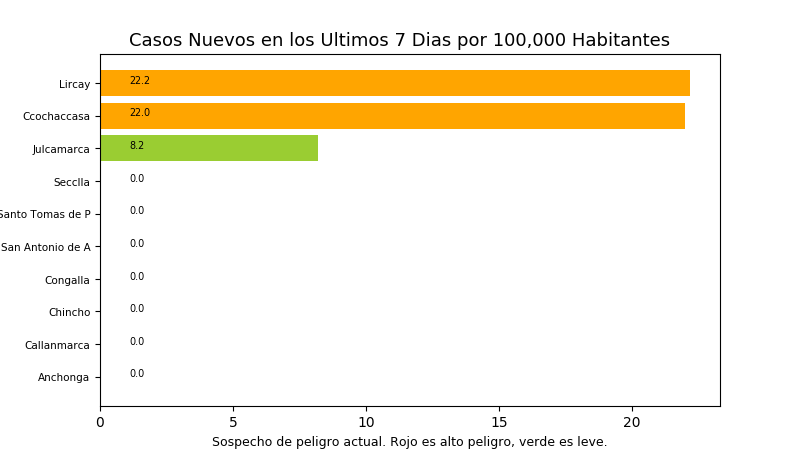 Casos Nuevos en los Ultimos 7 Dias por 100,000 Habitantes
Lircay 22.2
Ccochaccasa 22.0
Julcamarca 8.2
Secclla 0.0
Santo Tomas de P 0.0
San Antonio de A 0.0
Congalla 0.0
Chincho 0.0
Callanmarca 0.0
Anchonga 0.0
0 5 10 15 20
Sospecho de peligro actual. Rojo es alto peligro, verde es leve.